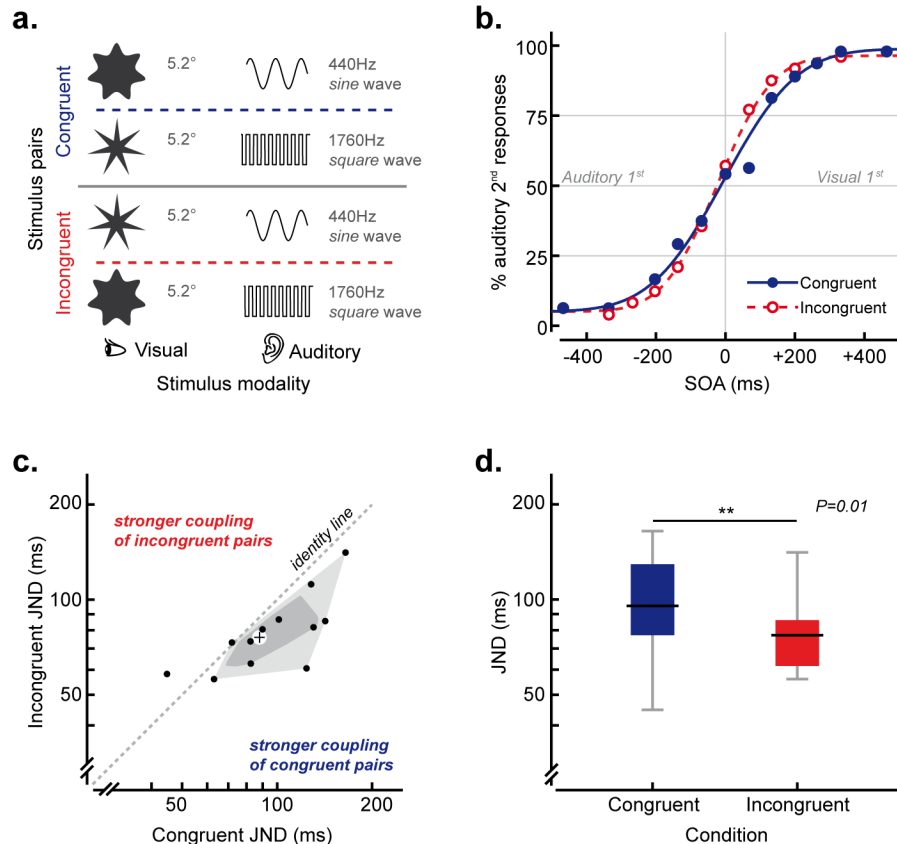 a.
Stimulus pairs
Congruent
Incongruent
5.2°
440Hz
sine wave
5.2°
1760Hz
square wave
5.2°
440Hz
sine wave
5.2°
1760Hz
square wave
Visual
Auditory
Stimulus modality
b.
% auditory 2nd responses
100
75
50
25
0
Auditory 1st
Visual 1st
Congruent
Incongruent
-400
-200
0
+200
+400
SOA (ms)
c.
Incongruent JND (ms)
200
100
50
stronger coupling
of incongruent pairs
identity line
stronger coupling
of congruent pairs
50
100
200
Congruent JND (ms)
d.
JND (ms)
200
100
50
**
P=0.01
Congruent
Incongruent
Condition